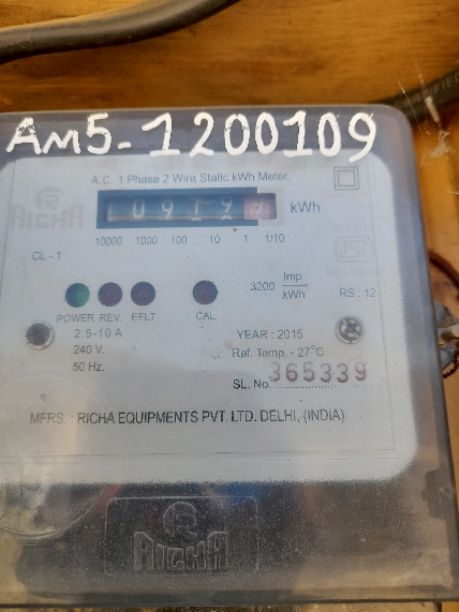 AM5-1200109
A.C. 1 Phase 2 Wire Static kWh Meter.
RICHA
kWh
10000 1000 100 10 1 1/10
CL - 1
3200 Imp. kWh
RS : 12
POWER REV. EFLT CAL.
2.5-10 A
240 V.
50 Hz.
YEARː 2015
Ref. Temp. - 27°C
SL. No. 365339
MFRS. : RICHA EQUIPMENTS PVT. LTD. DELHI, (INDIA)
RICHA